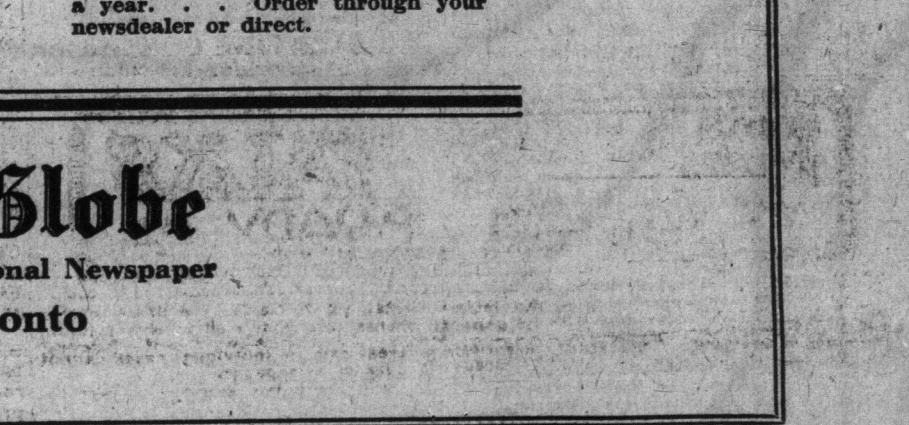 a year. . . Order through your
newsdealer or direct.
Globe
onal Newspaper
onto